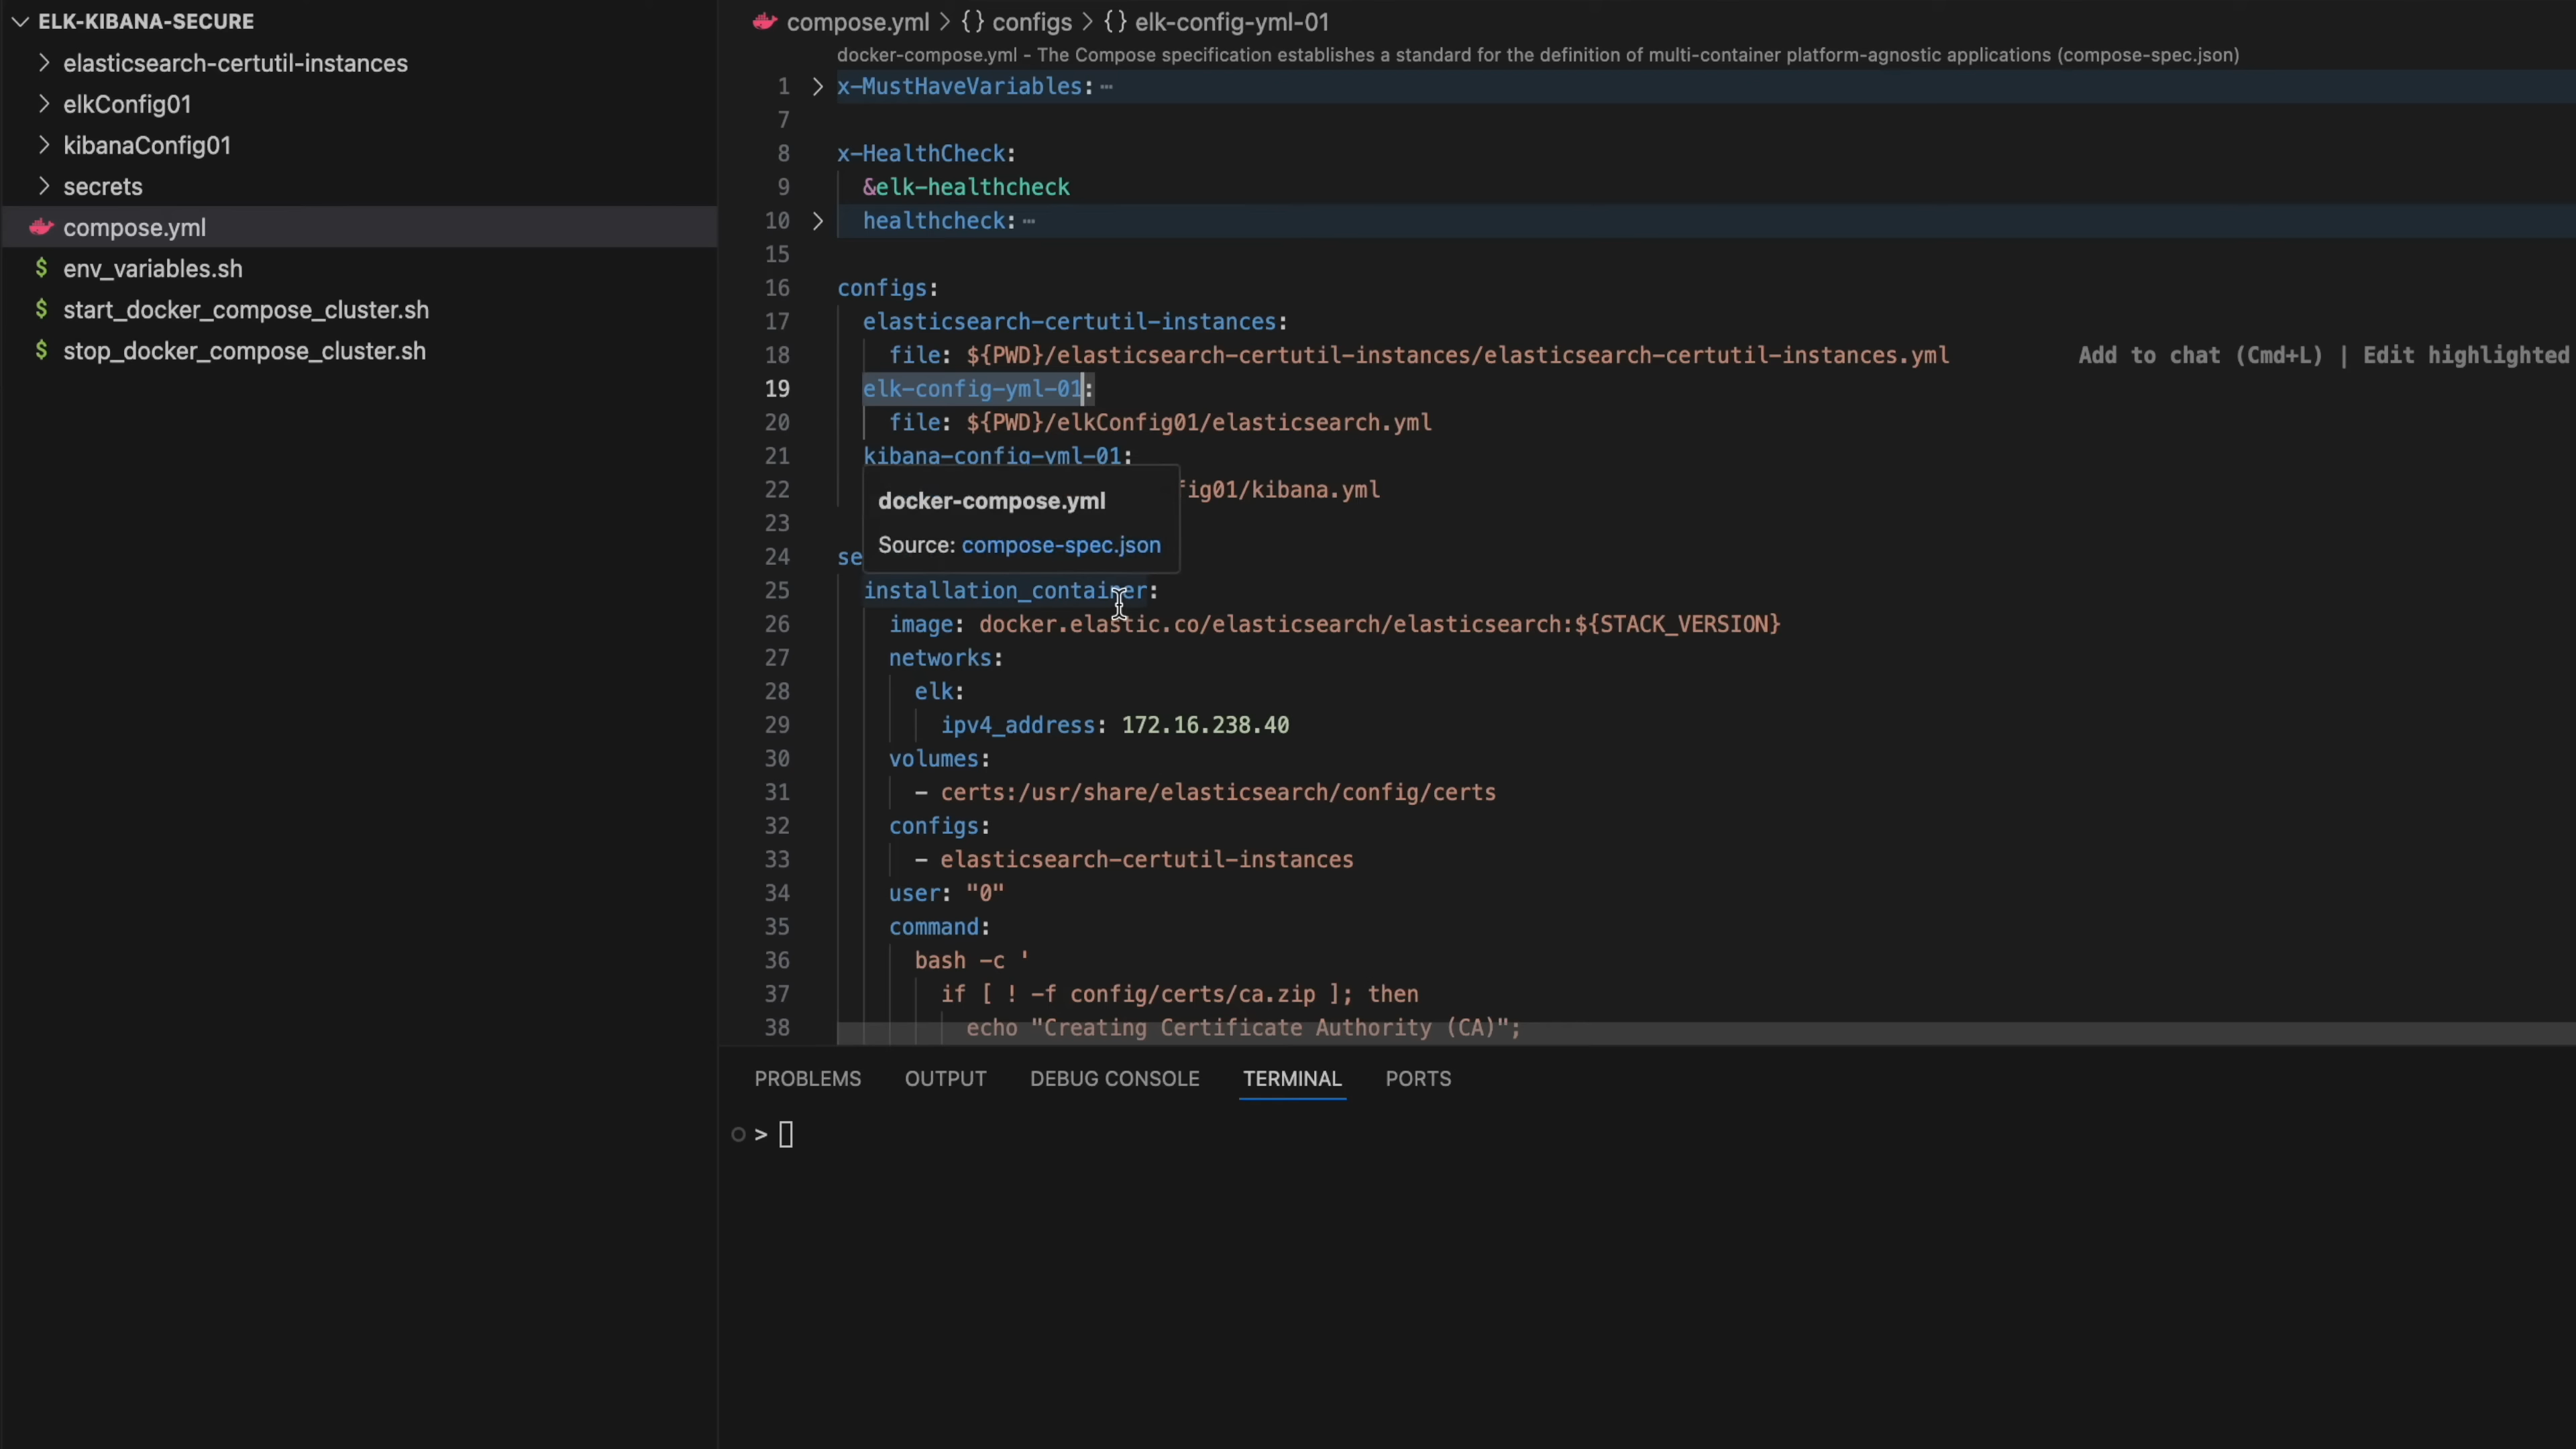 ELK-KIBANA-SECURE
elasticsearch-certutil-instances
elkConfig01
kibanaConfig01
secrets
compose.yml
env_variables.sh
start_docker_compose_cluster.sh
stop_docker_compose_cluster.sh
compose.yml > {} configs > {} elk-config-yml-01
docker-compose.yml - The Compose specification establishes a standard for the definition of multi-container platform-agnostic applications (compose-spec.json)
1 > x-MustHaveVariables: ⋯
7
8 x-HealthCheck:
9 &elk-healthcheck
10 > healthcheck: ⋯
15
16 configs:
17 elasticsearch-certutil-instances:
18 file: ${PWD}/elasticsearch-certutil-instances/elasticsearch-certutil-instances.yml Add to chat (Cmd+L) | Edit highlighted
19 elk-config-yml-01:
20 file: ${PWD}/elkConfig01/elasticsearch.yml
21 kibana-config-yml-01:
22 fig01/kibana.yml
docker-compose.yml
23
Source: compose-spec.json
24 se
25 installation_container:
26 image: docker.elastic.co/elasticsearch/elasticsearch:${STACK_VERSION}
27 networks:
28 elk:
29 ipv4_address: 172.16.238.40
30 volumes:
31 - certs:/usr/share/elasticsearch/config/certs
32 configs:
33 - elasticsearch-certutil-instances
34 user: "0"
35 command:
36 bash -c '
37 if [ ! -f config/certs/ca.zip ]; then
38 echo "Creating Certificate Authority (CA)";
PROBLEMS OUTPUT DEBUG CONSOLE TERMINAL PORTS
>